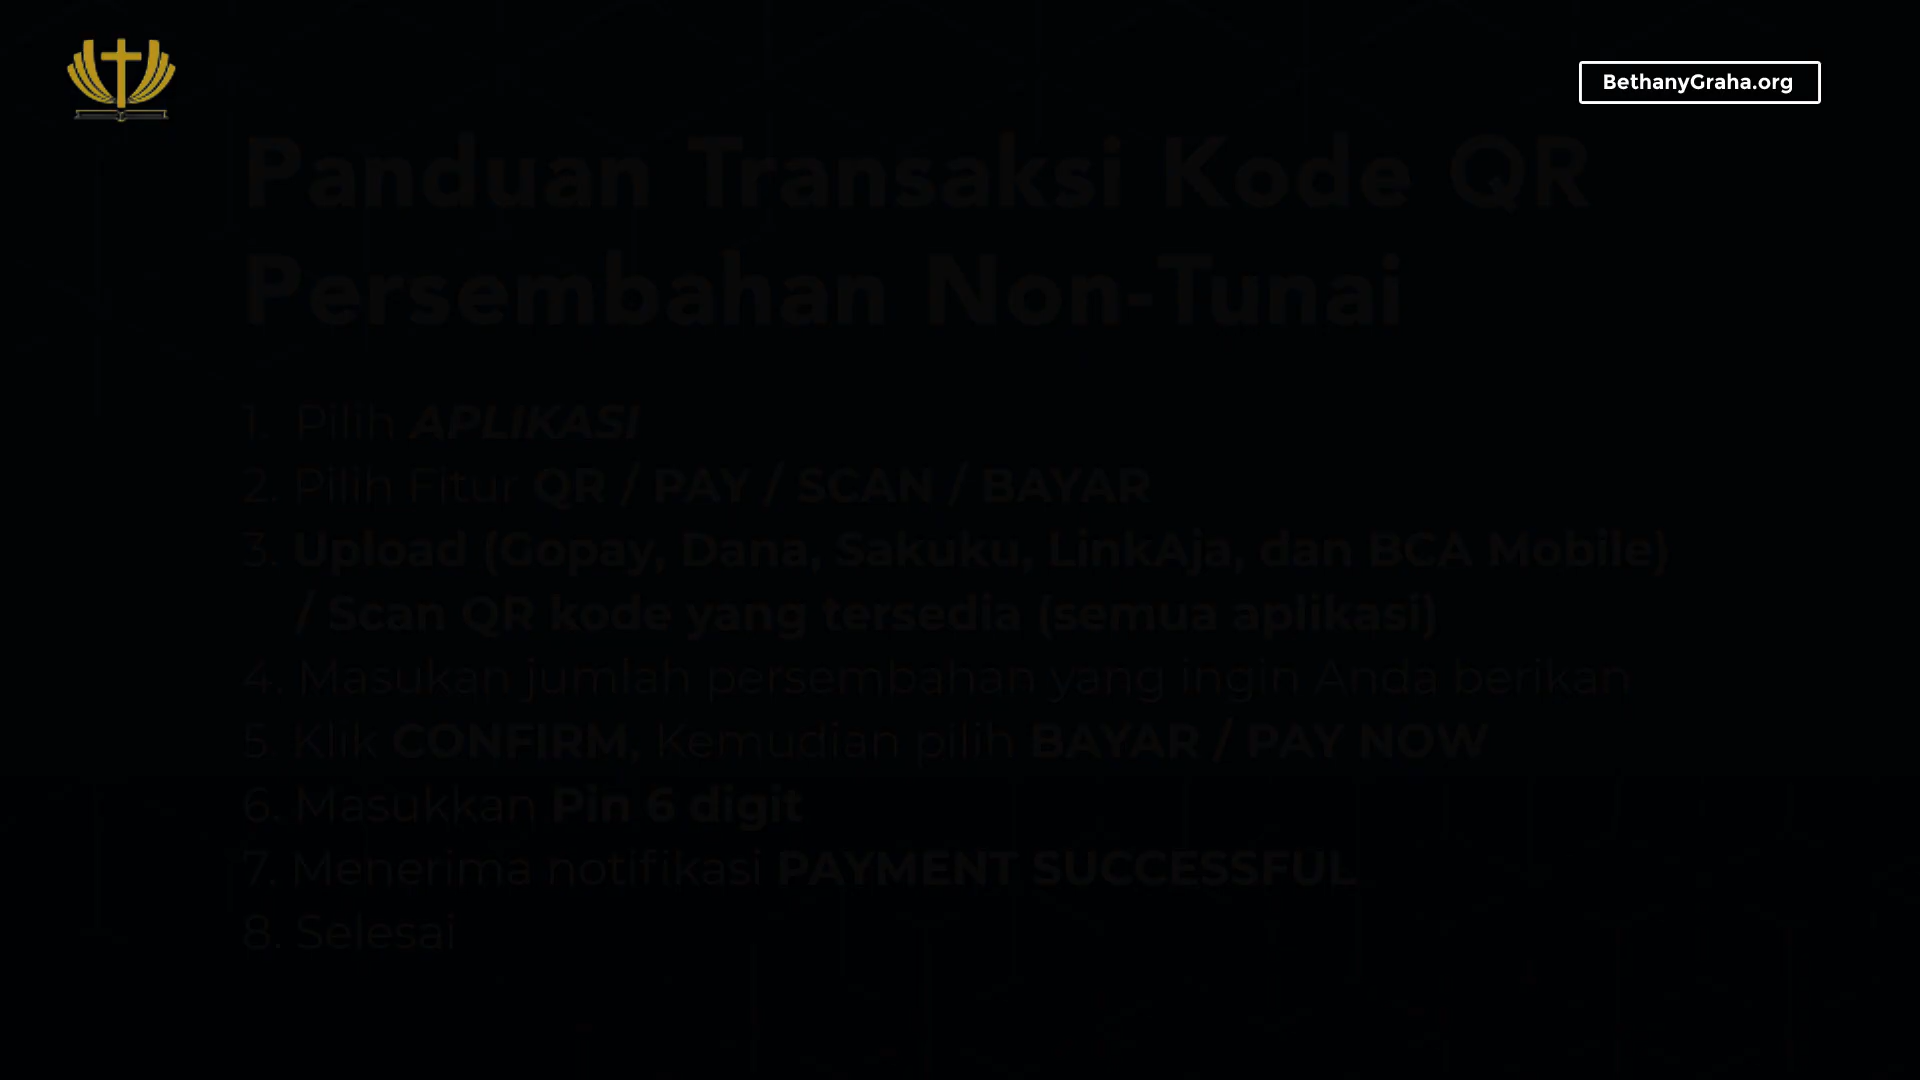 BethanyGraha.org
Panduan Transaksi Kode QR
Persembahan Non-Tunai
1. Pilih APLIKASI
2. Pilih Fitur QR / PAY / SCAN / BAYAR
3. Upload (Gopay, Dana, Sakuku, LinkAja, dan BCA Mobile)
/ Scan QR kode yang tersedia (semua aplikasi)
4. Masukan jumlah persembahan yang ingin Anda berikan
5 Klik CONFIRM, Kemudian pilih BAYAR / PAY NOW
6. Masukkan Pin 6 digit
7. Menerima notifikasi PAYMENT SUCCESSFUL
8. Selesai